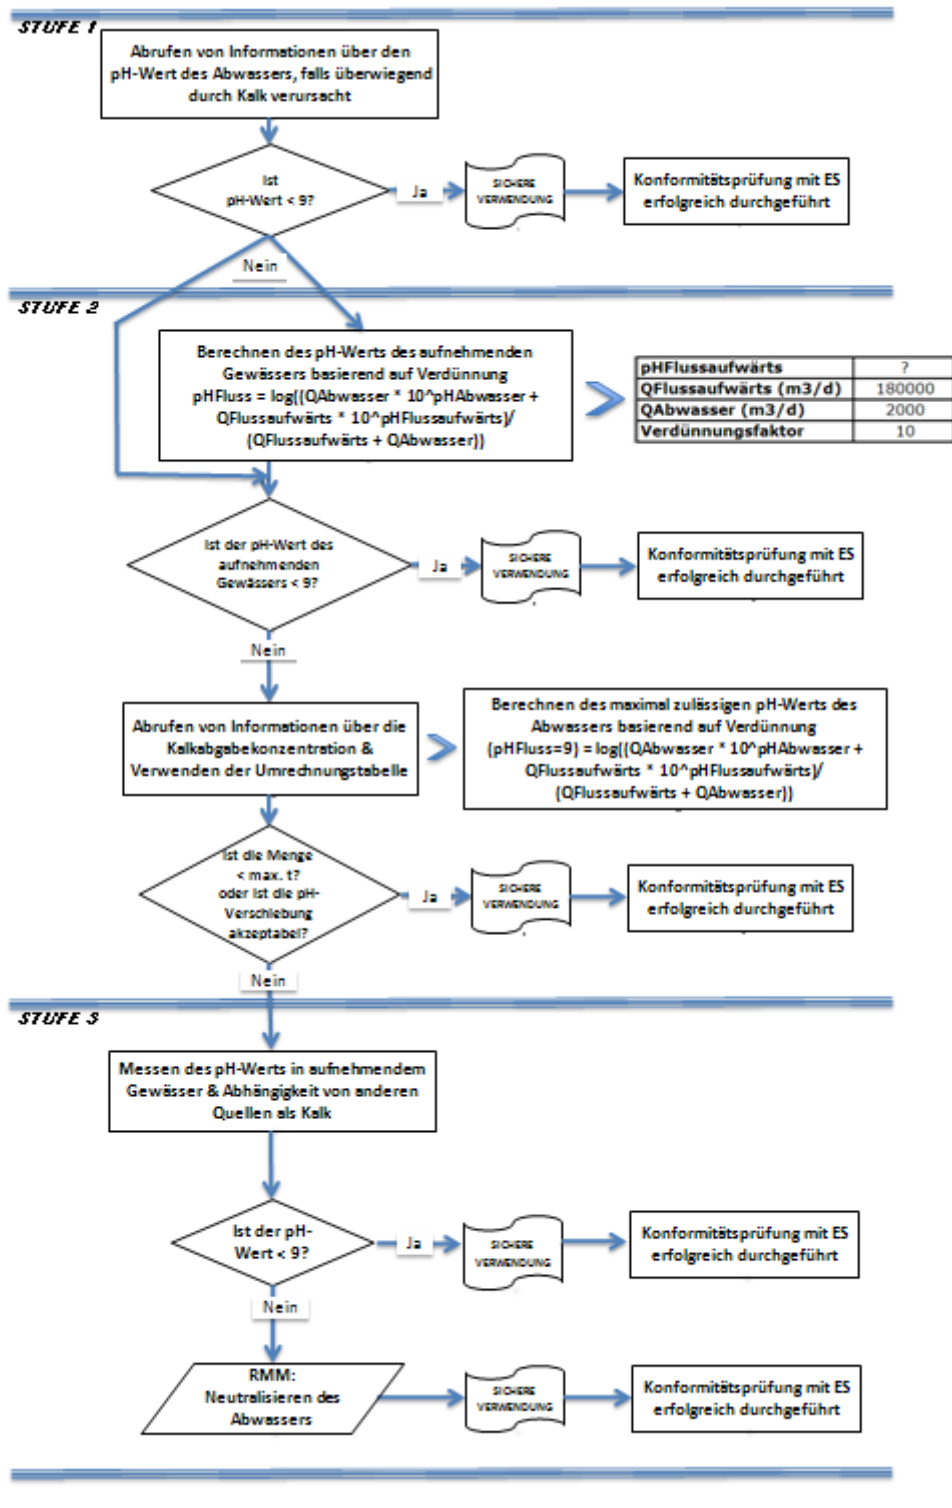 STUFE 1
Abrufen von Informationen über den
pH-Wert des Abwassers, falls überwiegend
durch Kalk verursacht
Ist
pH-Wert < 9?
Ja
SICHERE
VERWENDUNG
Konformitätsprüfung mit ES
erfolgreich durchgeführt
Nein
STUFE 2
Berechnen des pH-Werts des aufnehmenden
Gewässers basierend auf Verdünnung
pHFluss = log((QAbwasser * 10^pHAbwasser +
QFlussaufwärts * 10^pHFlussaufwärts)/
(QFlussaufwärts + QAbwasser))
pHFlussaufwärts ?
QFlussaufwärts (m3/d) 180000
QAbwasser (m3/d) 2000
Verdünnungsfaktor 10
Ist der pH-Wert des
aufnehmenden
Gewässers < 9?
Ja
SICHERE
VERWENDUNG
Konformitätsprüfung mit ES
erfolgreich durchgeführt
Nein
Abrufen von Informationen über die
Kalkabgabekonzentration &
Verwenden der Umrechnungstabelle
Berechnen des maximal zulässigen pH-Werts des
Abwassers basierend auf Verdünnung
(pHFluss=9) = log((QAbwasser * 10^pHAbwasser +
QFlussaufwärts * 10^pHFlussaufwärts)/
(QFlussaufwärts + QAbwasser))
Ist die Menge
< max. t?
oder ist die pH-
Verschiebung
akzeptabel?
Ja
SICHERE
VERWENDUNG
Konformitätsprüfung mit ES
erfolgreich durchgeführt
Nein
STUFE 3
Messen des pH-Werts in aufnehmendem
Gewässer & Abhängigkeit von anderen
Quellen als Kalk
Ist der pH-
Wert < 9?
Ja
SICHERE
VERWENDUNG
Konformitätsprüfung mit ES
erfolgreich durchgeführt
Nein
RMM:
Neutralisieren des
Abwassers
SICHERE
VERWENDUNG
Konformitätsprüfung mit ES
erfolgreich durchgeführt